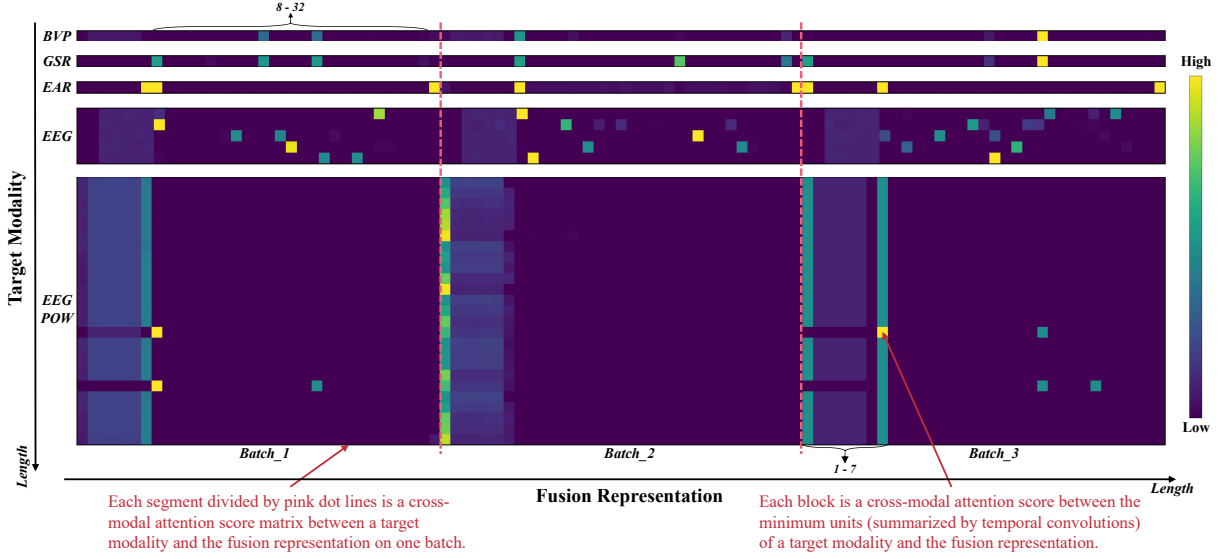 8 - 32
BVP
GSR
EAR
EEG
EEG
POW
Target Modality
Length
High
Low
Batch_1
Batch_2
Batch_3
1 - 7
Fusion Representation
Length
Each segment divided by pink dot lines is a cross-
modal attention score matrix between a target
modality and the fusion representation on one batch.
Each block is a cross-modal attention score between the
minimum units (summarized by temporal convolutions)
of a target modality and the fusion representation.